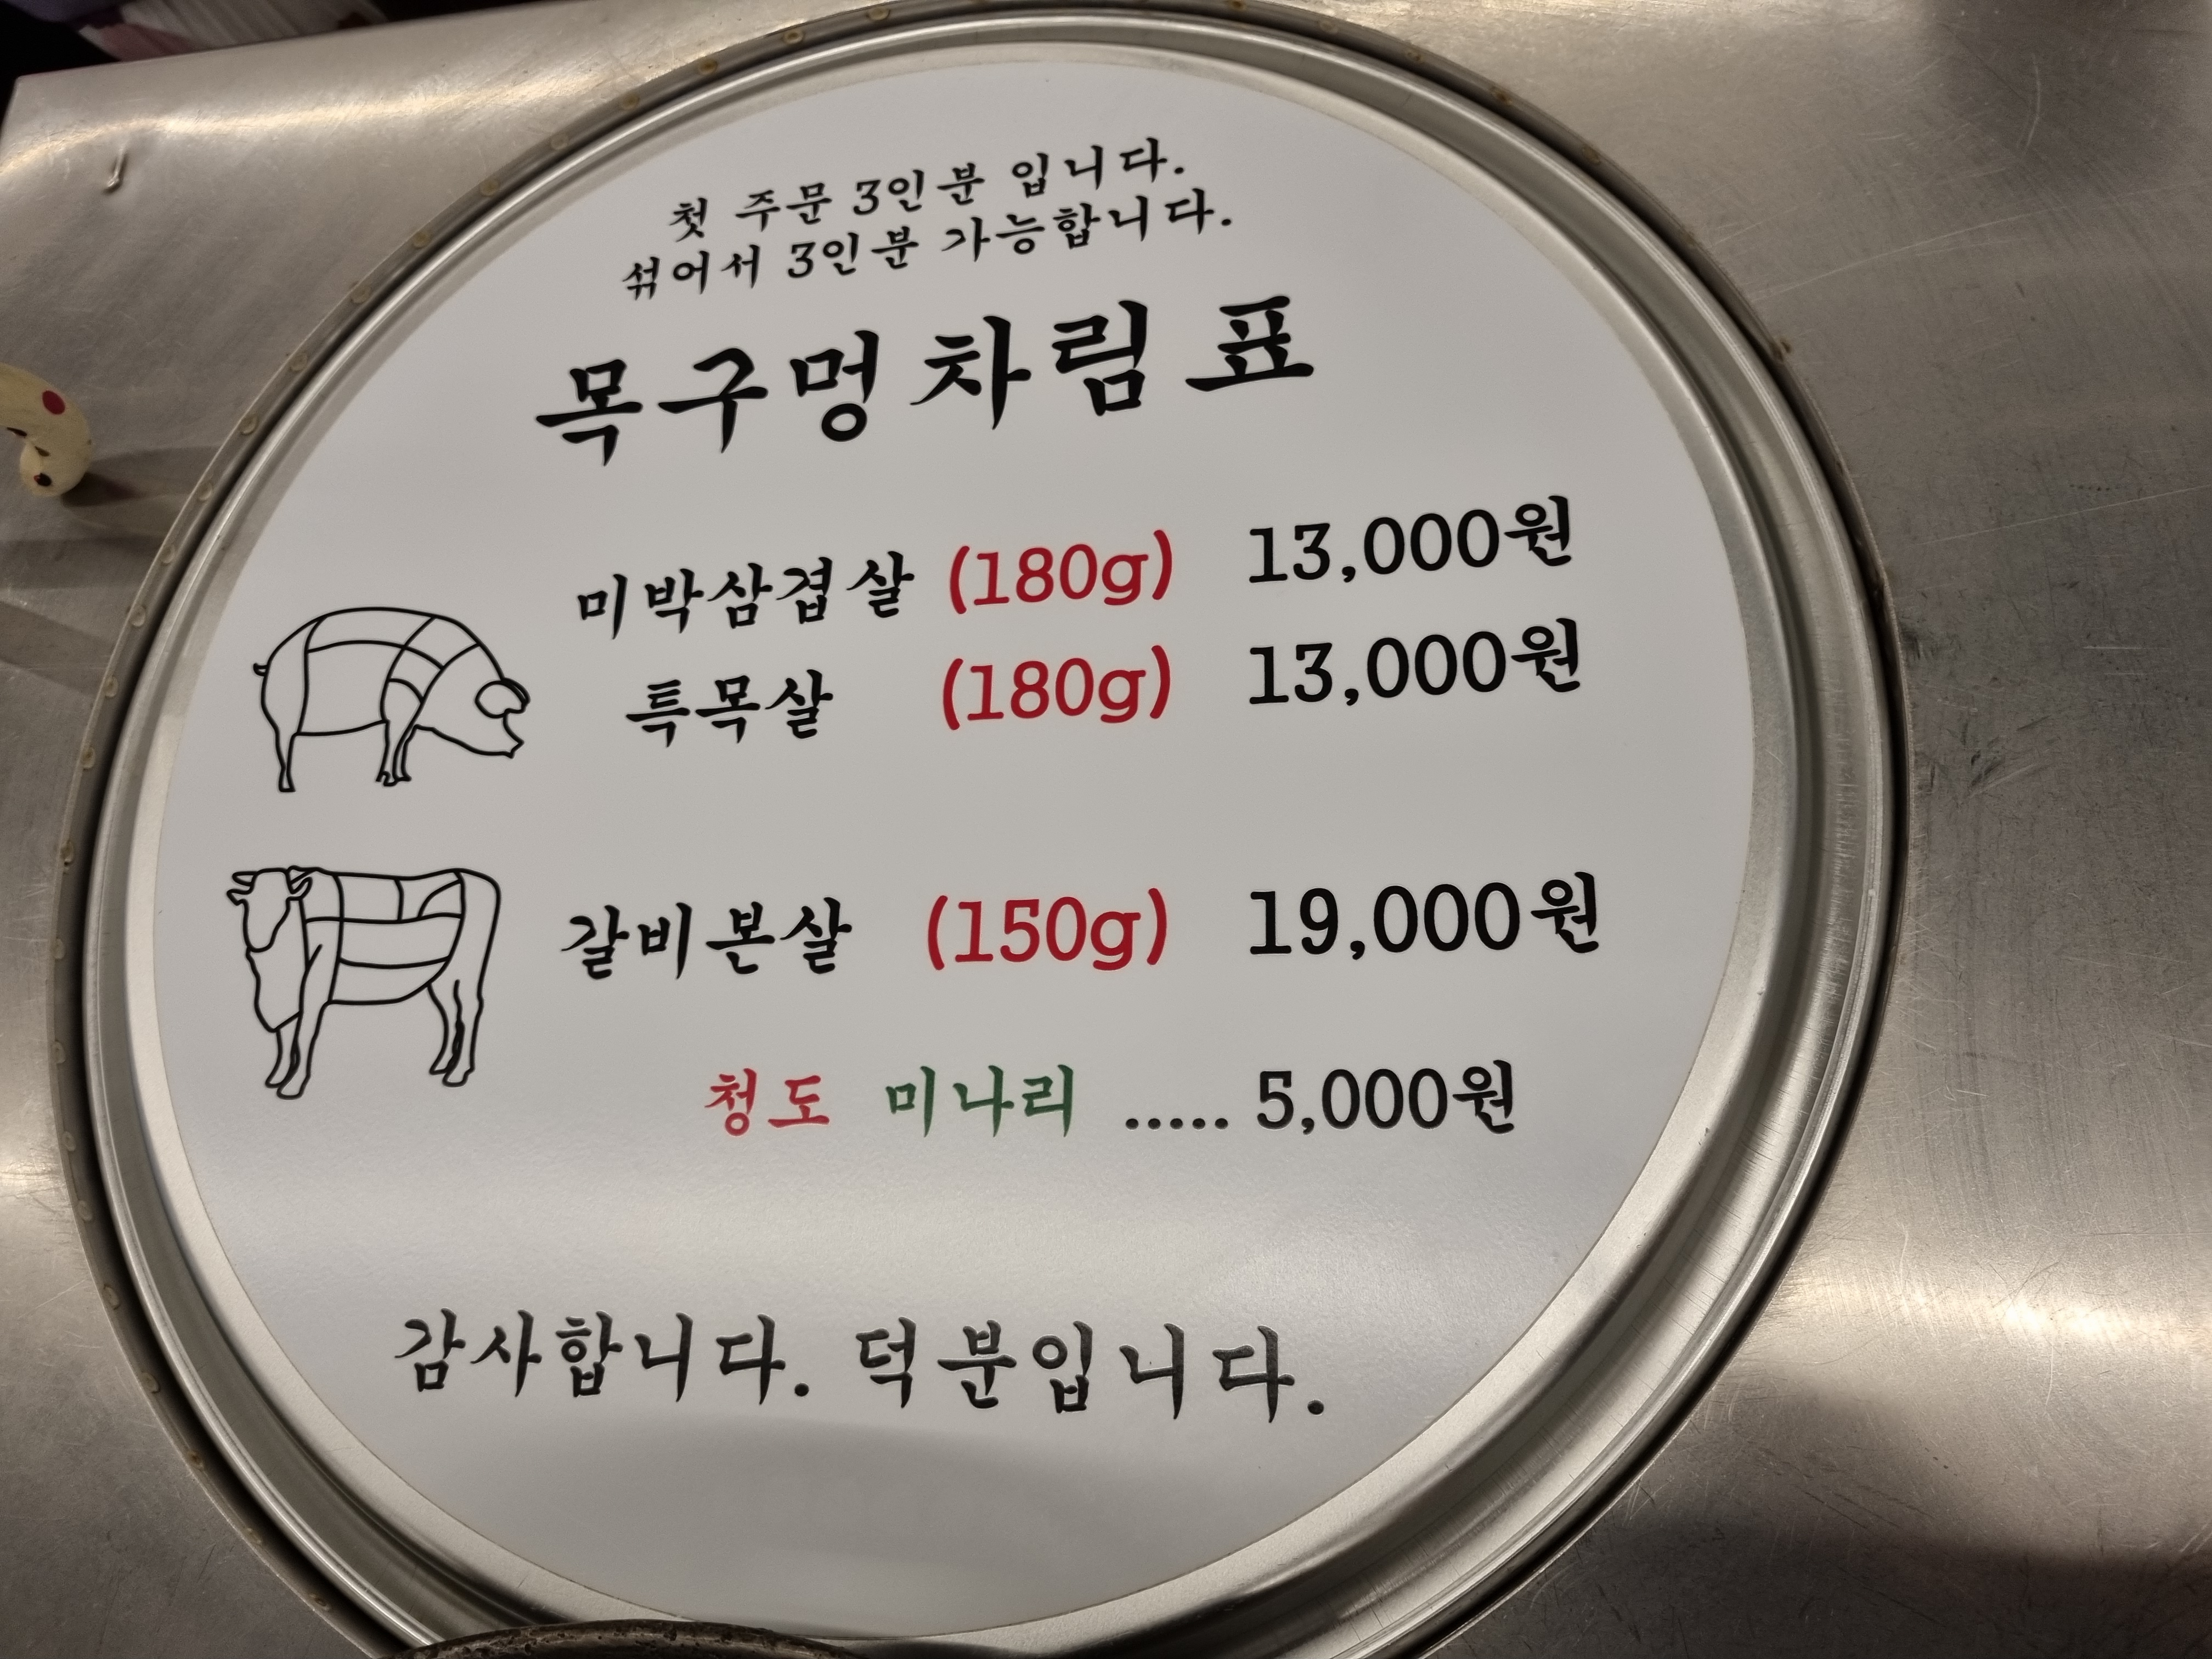 첫 주문 3인분 입니다.
섞어서 3인분 가능합니다.
목구멍 차림표
미박삼겹살 (180g) 13,000원
특목살 (180g) 13,000원
갈비본살 (150g) 19,000원
청도 미나리 ..... 5,000원
감사합니다. 덕분입니다.